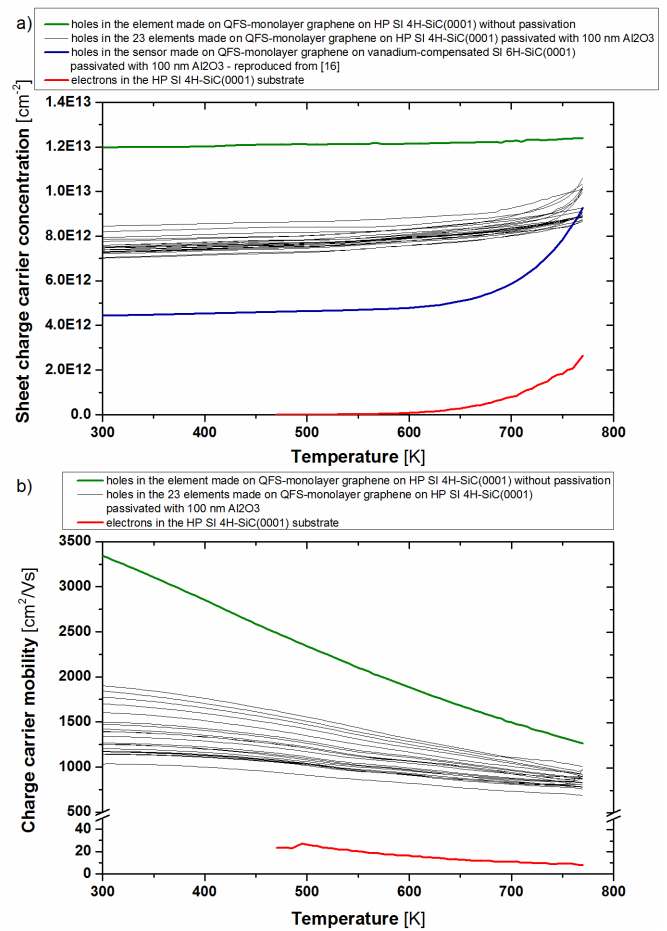 a)
holes in the element made on QFS-monolayer graphene on HP SI 4H-SiC(0001) without passivation
holes in the 23 elements made on QFS-monolayer graphene on HP SI 4H-SiC(0001) passivated with 100 nm Al2O3
holes in the sensor made on QFS-monolayer graphene on vanadium-compensated SI 6H-SiC(0001)
passivated with 100 nm Al2O3 - reproduced from [16]
electrons in the HP SI 4H-SiC(0001) substrate
Sheet charge carrier concentration [cm-2]
1.4E13
1.2E13
1.0E13
8.0E12
6.0E12
4.0E12
2.0E12
0.0
300
400
500
600
700
800
Temperature [K]
b)
holes in the element made on QFS-monolayer graphene on HP SI 4H-SiC(0001) without passivation
holes in the 23 elements made on QFS-monolayer graphene on HP SI 4H-SiC(0001)
passivated with 100 nm Al2O3
electrons in the HP SI 4H-SiC(0001) substrate
Charge carrier mobility [cm2/Vs]
3500
3000
2500
2000
1500
1000
500
40
20
0
300
400
500
600
700
800
Temperature [K]